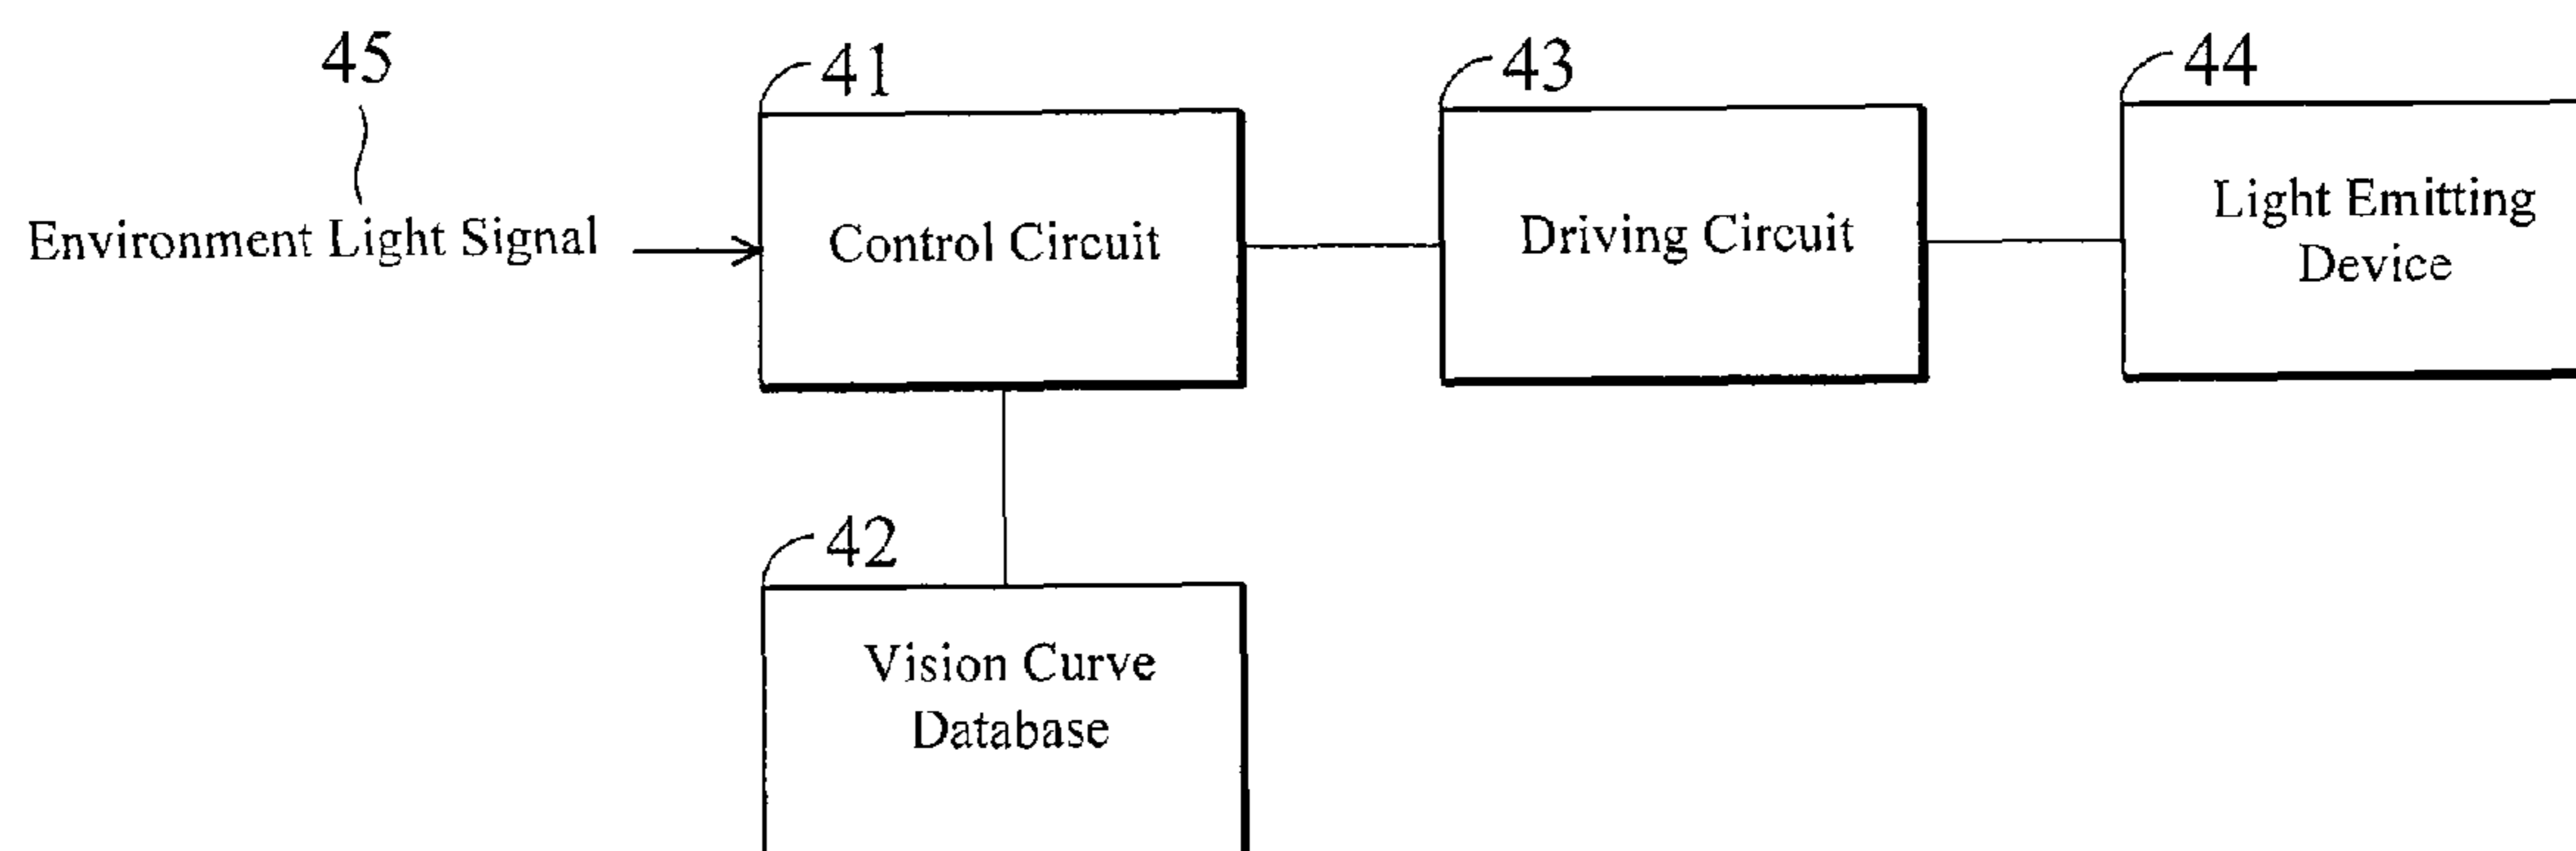 45
41
43
44
Environment Light Signal
Control Circuit
Driving Circuit
Light Emitting
Device
42
Vision Curve
Database